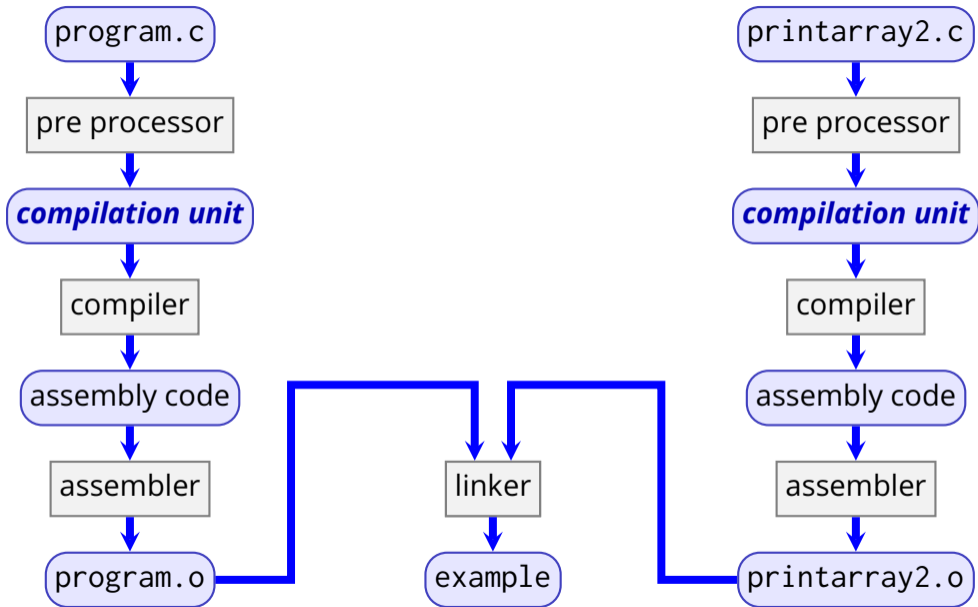 program.c
pre processor
compilation unit
compiler
assembly code
assembler
program.o
linker
example
printarray2.c
pre processor
compilation unit
compiler
assembly code
assembler
printarray2.o